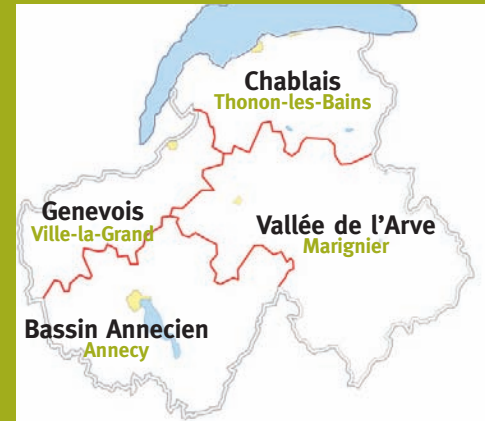 Chablais
Thonon-les-Bains
Genevois
Ville-la-Grand
Vallée de l'Arve
Marignier
Bassin Annecien
Annecy